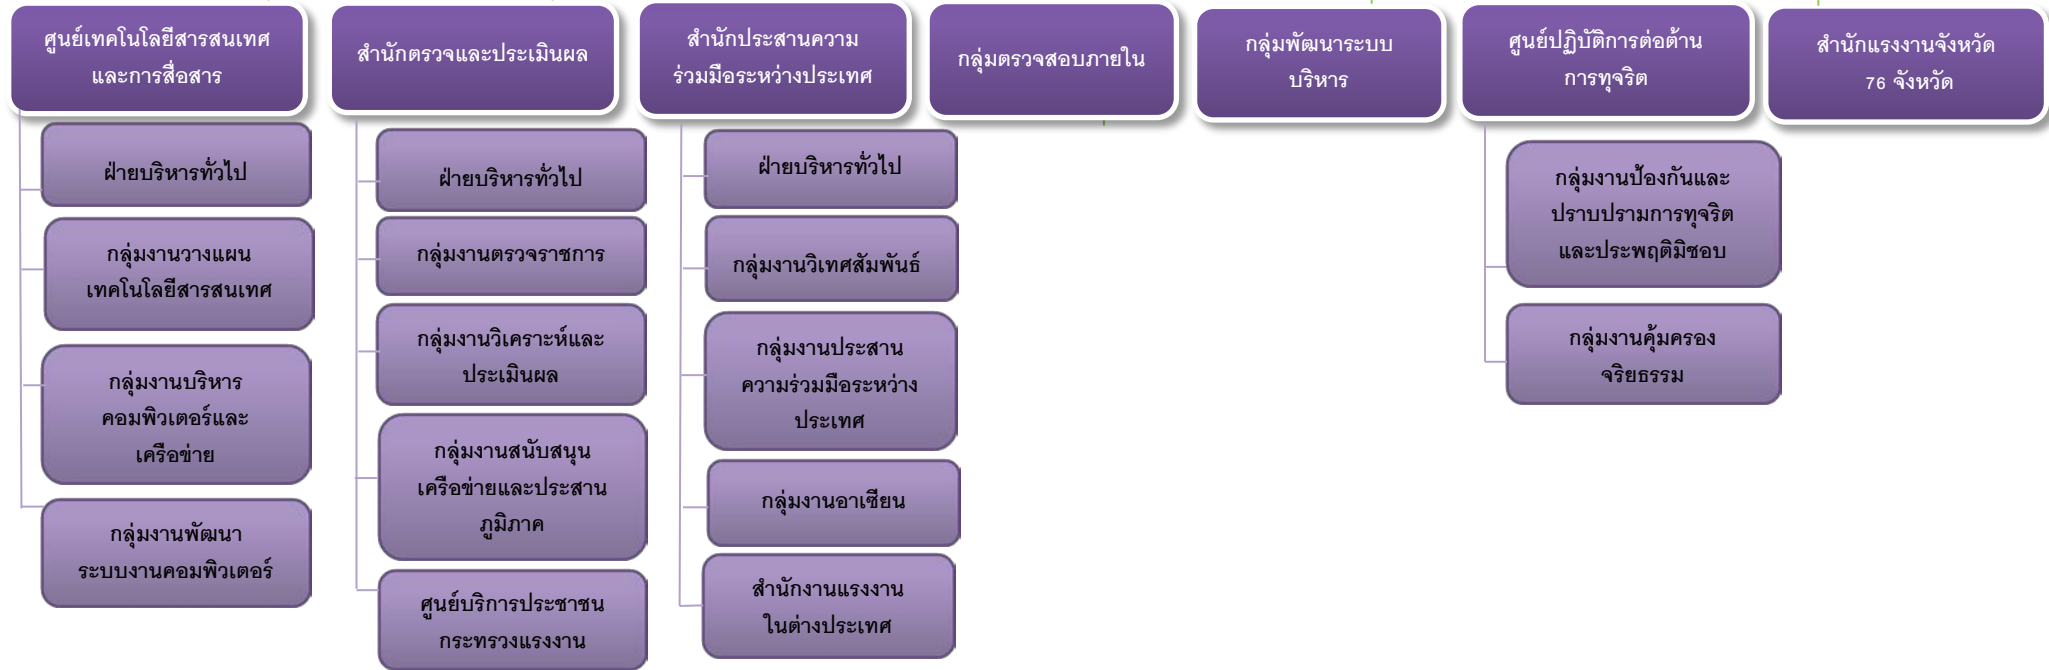 ศูนย์เทคโนโลยีสารสนเทศ
และการสื่อสาร
ฝ่ายบริหารทั่วไป
กลุ่มงานวางแผน
เทคโนโลยีสารสนเทศ
กลุ่มงานบริหาร
คอมพิวเตอร์และ
เครือข่าย
กลุ่มงานพัฒนา
ระบบงานคอมพิวเตอร์
สำนักตรวจและประเมินผล
ฝ่ายบริหารทั่วไป
กลุ่มงานตรวจราชการ
กลุ่มงานวิเคราะห์และ
ประเมินผล
กลุ่มงานสนับสนุน
เครือข่ายและประสาน
ภูมิภาค
ศูนย์บริการประชาชน
กระทรวงแรงงาน
สำนักประสานความ
ร่วมมือระหว่างประเทศ
ฝ่ายบริหารทั่วไป
กลุ่มงานวิเทศสัมพันธ์
กลุ่มงานประสาน
ความร่วมมือระหว่าง
ประเทศ
กลุ่มงานอาเซียน
สำนักงานแรงงาน
ในต่างประเทศ
กลุ่มตรวจสอบภายใน
กลุ่มพัฒนาระบบ
บริหาร
ศูนย์ปฏิบัติการต่อต้าน
การทุจริต
กลุ่มงานป้องกันและ
ปราบปรามการทุจริต
และประพฤติมิชอบ
กลุ่มงานคุ้มครอง
จริยธรรม
สำนักแรงงานจังหวัด
76 จังหวัด